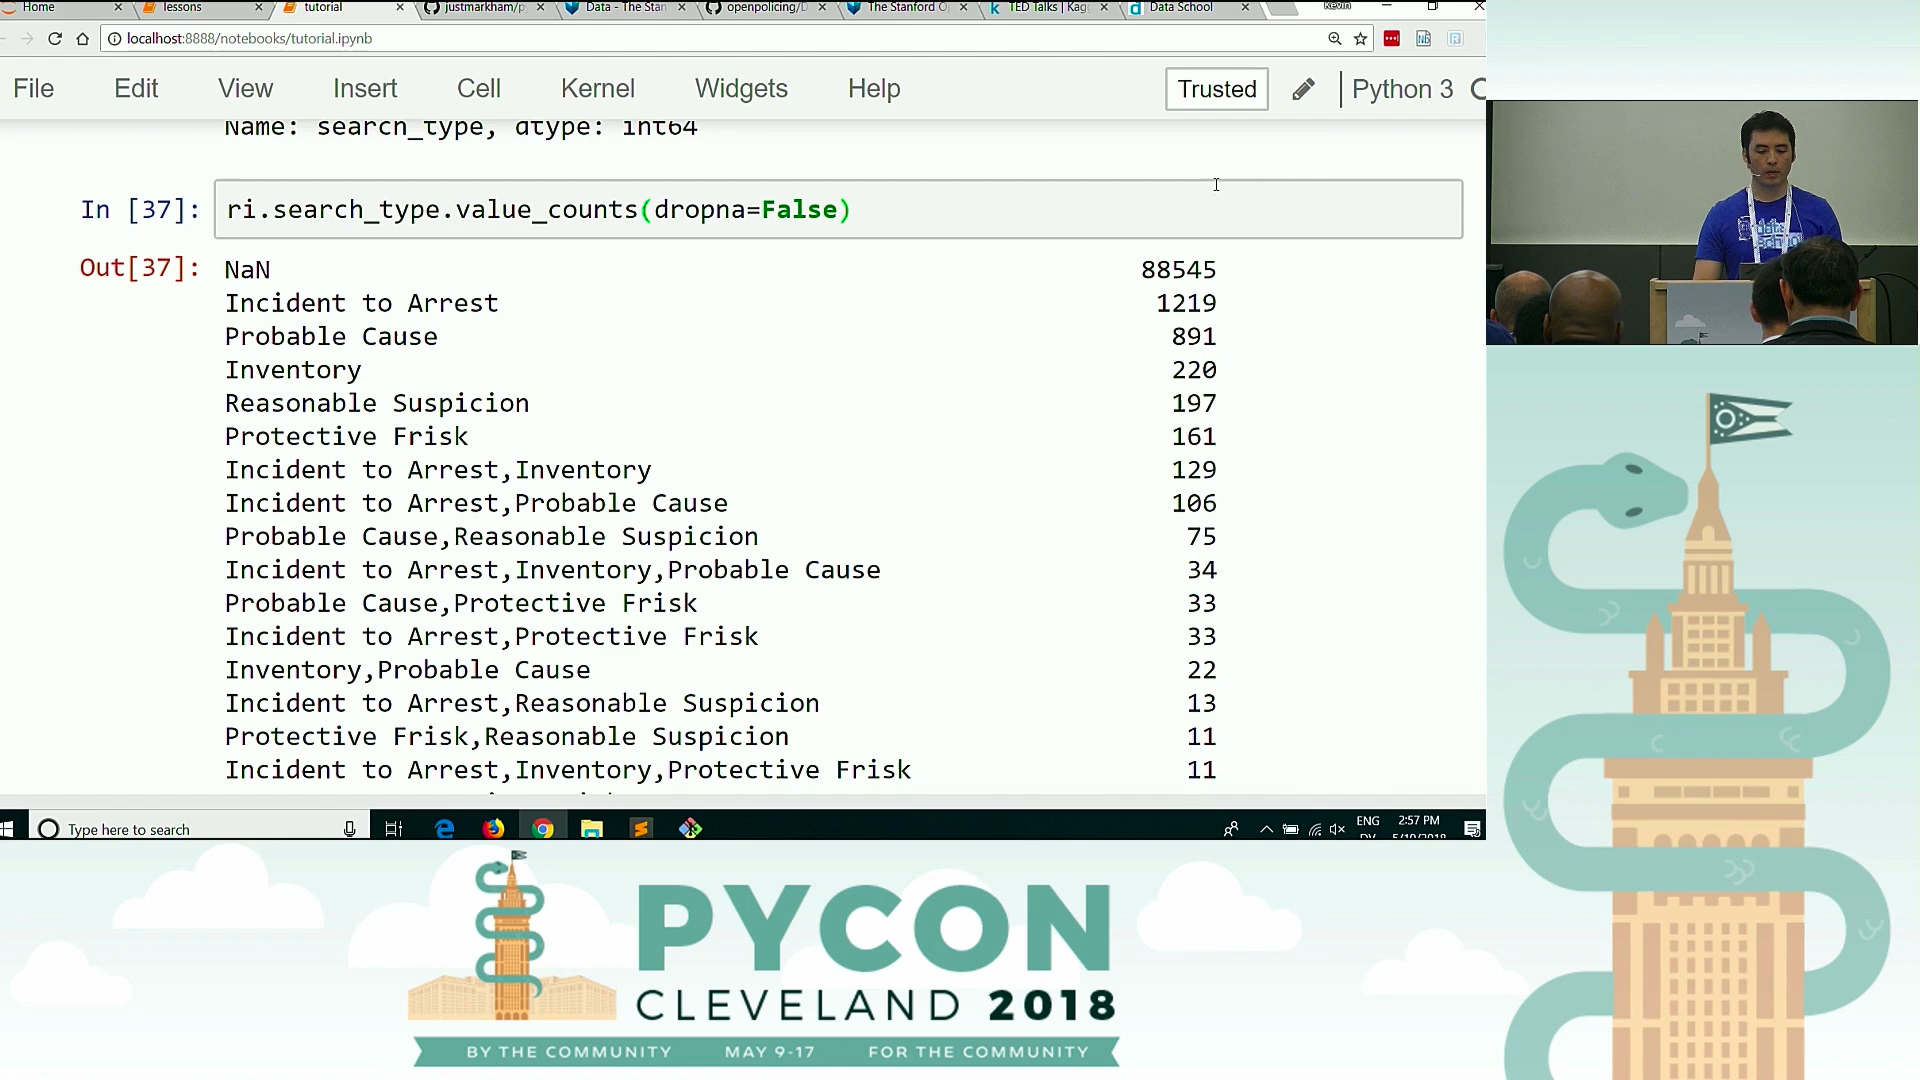 Home
lessons
tutorial
justmarkham/p
Data - The Stan
openpolicing/D
The Stanford O
TED Talks | Kag
Data School
Kevin
localhost:8888/notebooks/tutorial.ipynb
File Edit View Insert Cell Kernel Widgets Help Trusted Python 3
Name: search_type, dtype: int64
In [37]: ri.search_type.value_counts(dropna=False)
Out[37]: NaN 88545
Incident to Arrest 1219
Probable Cause 891
Inventory 220
Reasonable Suspicion 197
Protective Frisk 161
Incident to Arrest,Inventory 129
Incident to Arrest,Probable Cause 106
Probable Cause,Reasonable Suspicion 75
Incident to Arrest,Inventory,Probable Cause 34
Probable Cause,Protective Frisk 33
Incident to Arrest,Protective Frisk 33
Inventory,Probable Cause 22
Incident to Arrest,Reasonable Suspicion 13
Protective Frisk,Reasonable Suspicion 11
Incident to Arrest,Inventory,Protective Frisk 11
Type here to search
ENG
2:57 PM
data
school
PYCON
CLEVELAND 2018
BY THE COMMUNITY MAY 9-17 FOR THE COMMUNITY